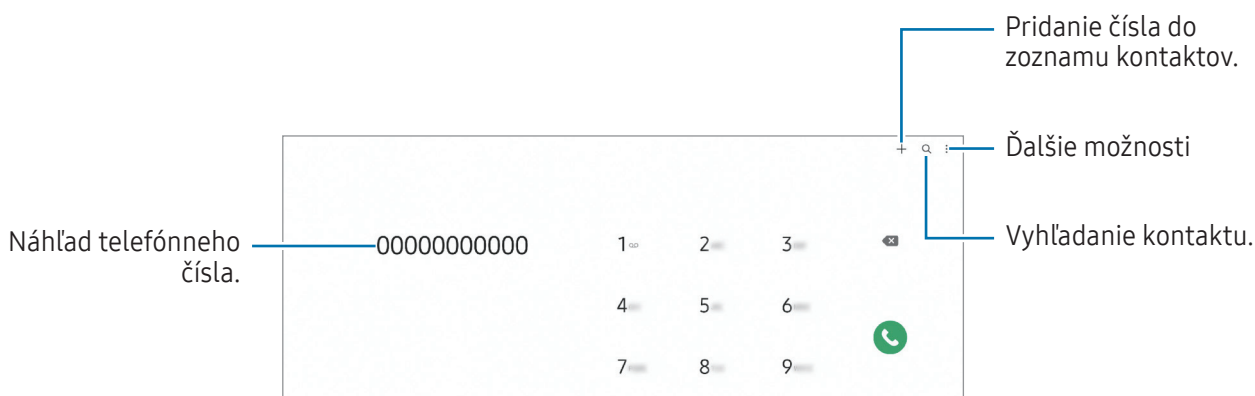 Pridanie čísla do
zoznamu kontaktov.
Ďalšie možnosti
Vyhľadanie kontaktu.
Náhľad telefónneho
čísla.
00000000000
1 2 3
4 5 6
7 8 9